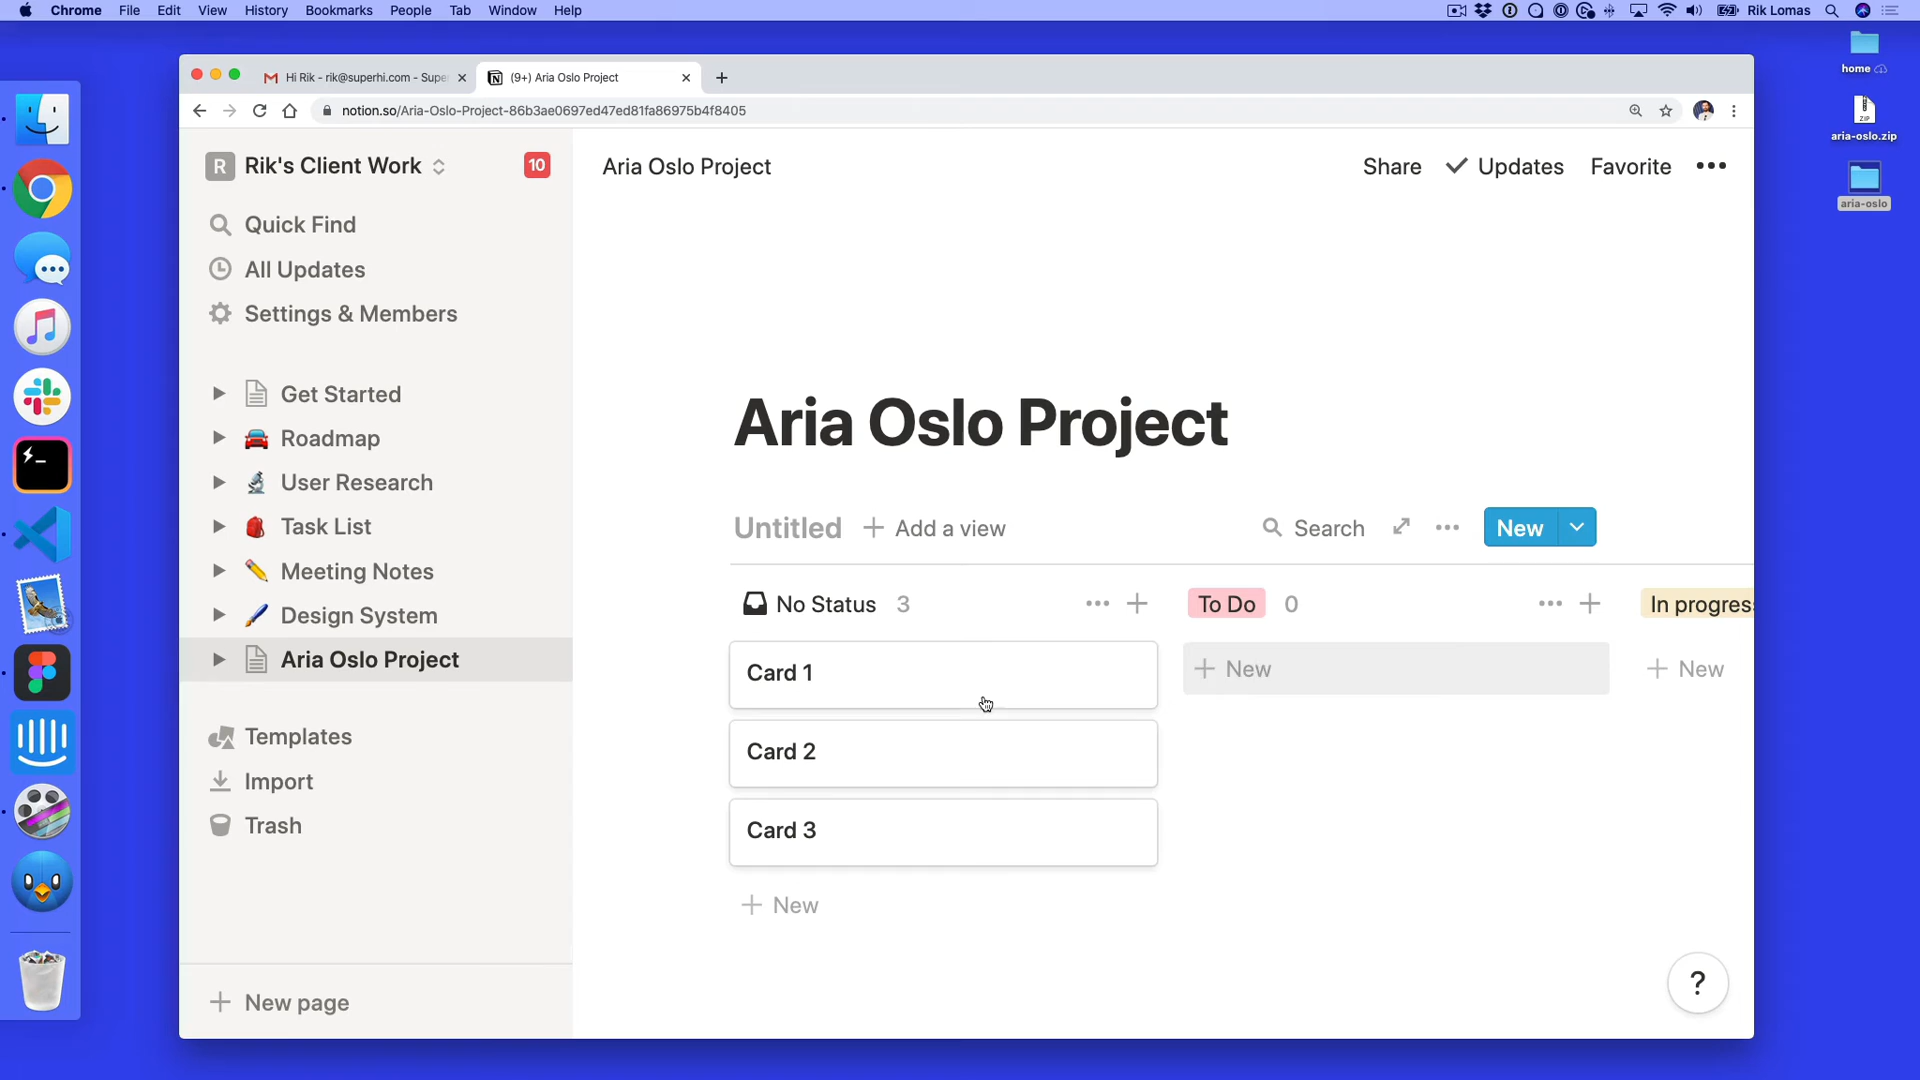 Chrome File Edit View History Bookmarks People Tab Window Help Rik Lomas
home
aria-oslo.zip
aria-oslo
Hi Rik - rik@superhi.com - Supe
(9+) Aria Oslo Project
notion.so/Aria-Oslo-Project-86b3ae0697ed47ed81fa86975b4f8405
R Rik's Client Work 10
Quick Find
All Updates
Settings & Members
Get Started
Roadmap
User Research
Task List
Meeting Notes
Design System
Aria Oslo Project
Templates
Import
Trash
+ New page
Aria Oslo Project Share Updates Favorite •••
Aria Oslo Project
Untitled + Add a view Search ••• New
No Status 3 ••• + To Do 0 ••• + In progres
Card 1
Card 2
Card 3
+ New
+ New
+ New
?